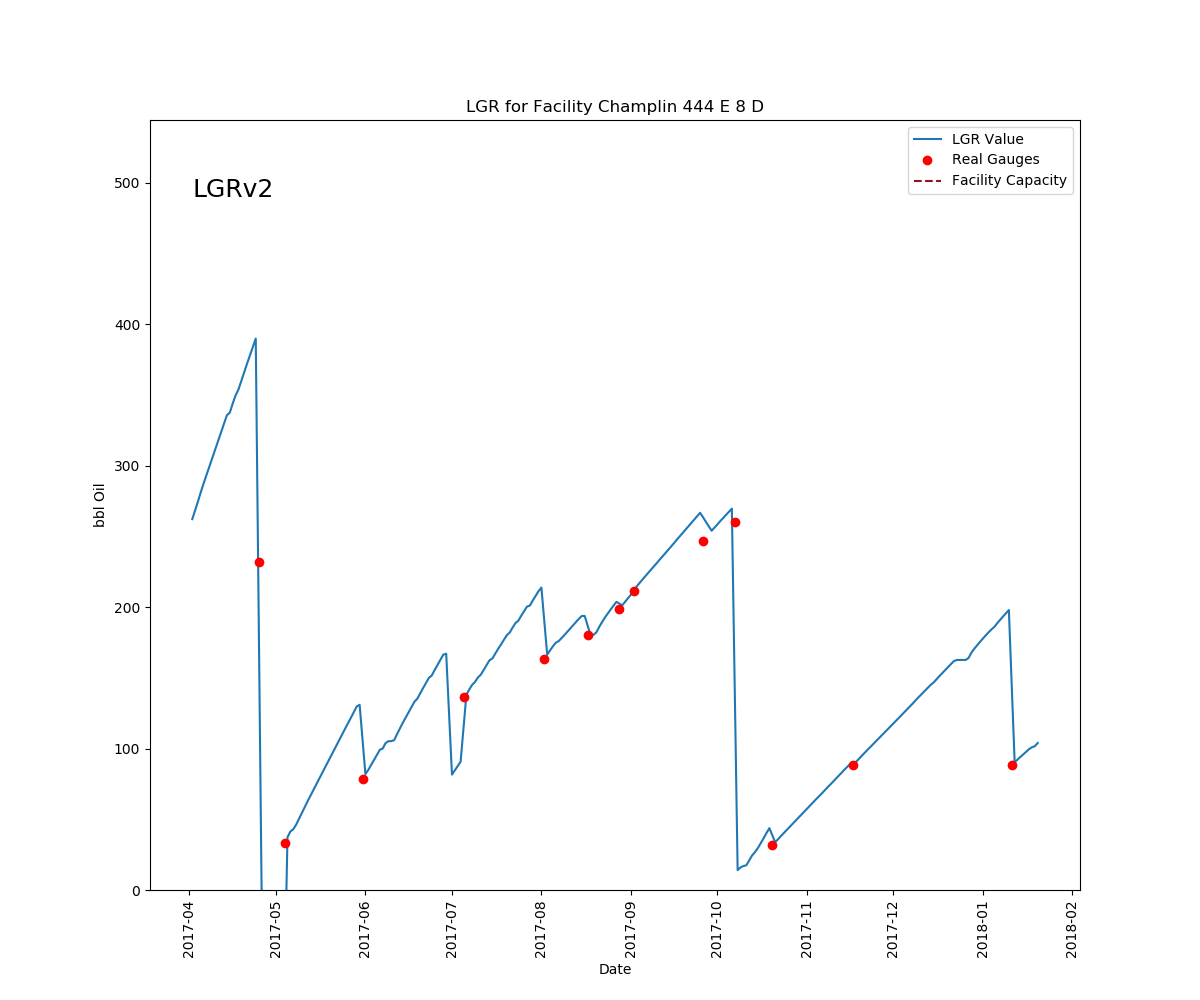 LGR for Facility Champlin 444 E 8 D
LGR Value
Real Gauges
Facility Capacity
LGRv2
500
400
300
200
100
0
bbl Oil
2017-04
2017-05
2017-06
2017-07
2017-08
2017-09
2017-10
2017-11
2017-12
2018-01
2018-02
Date